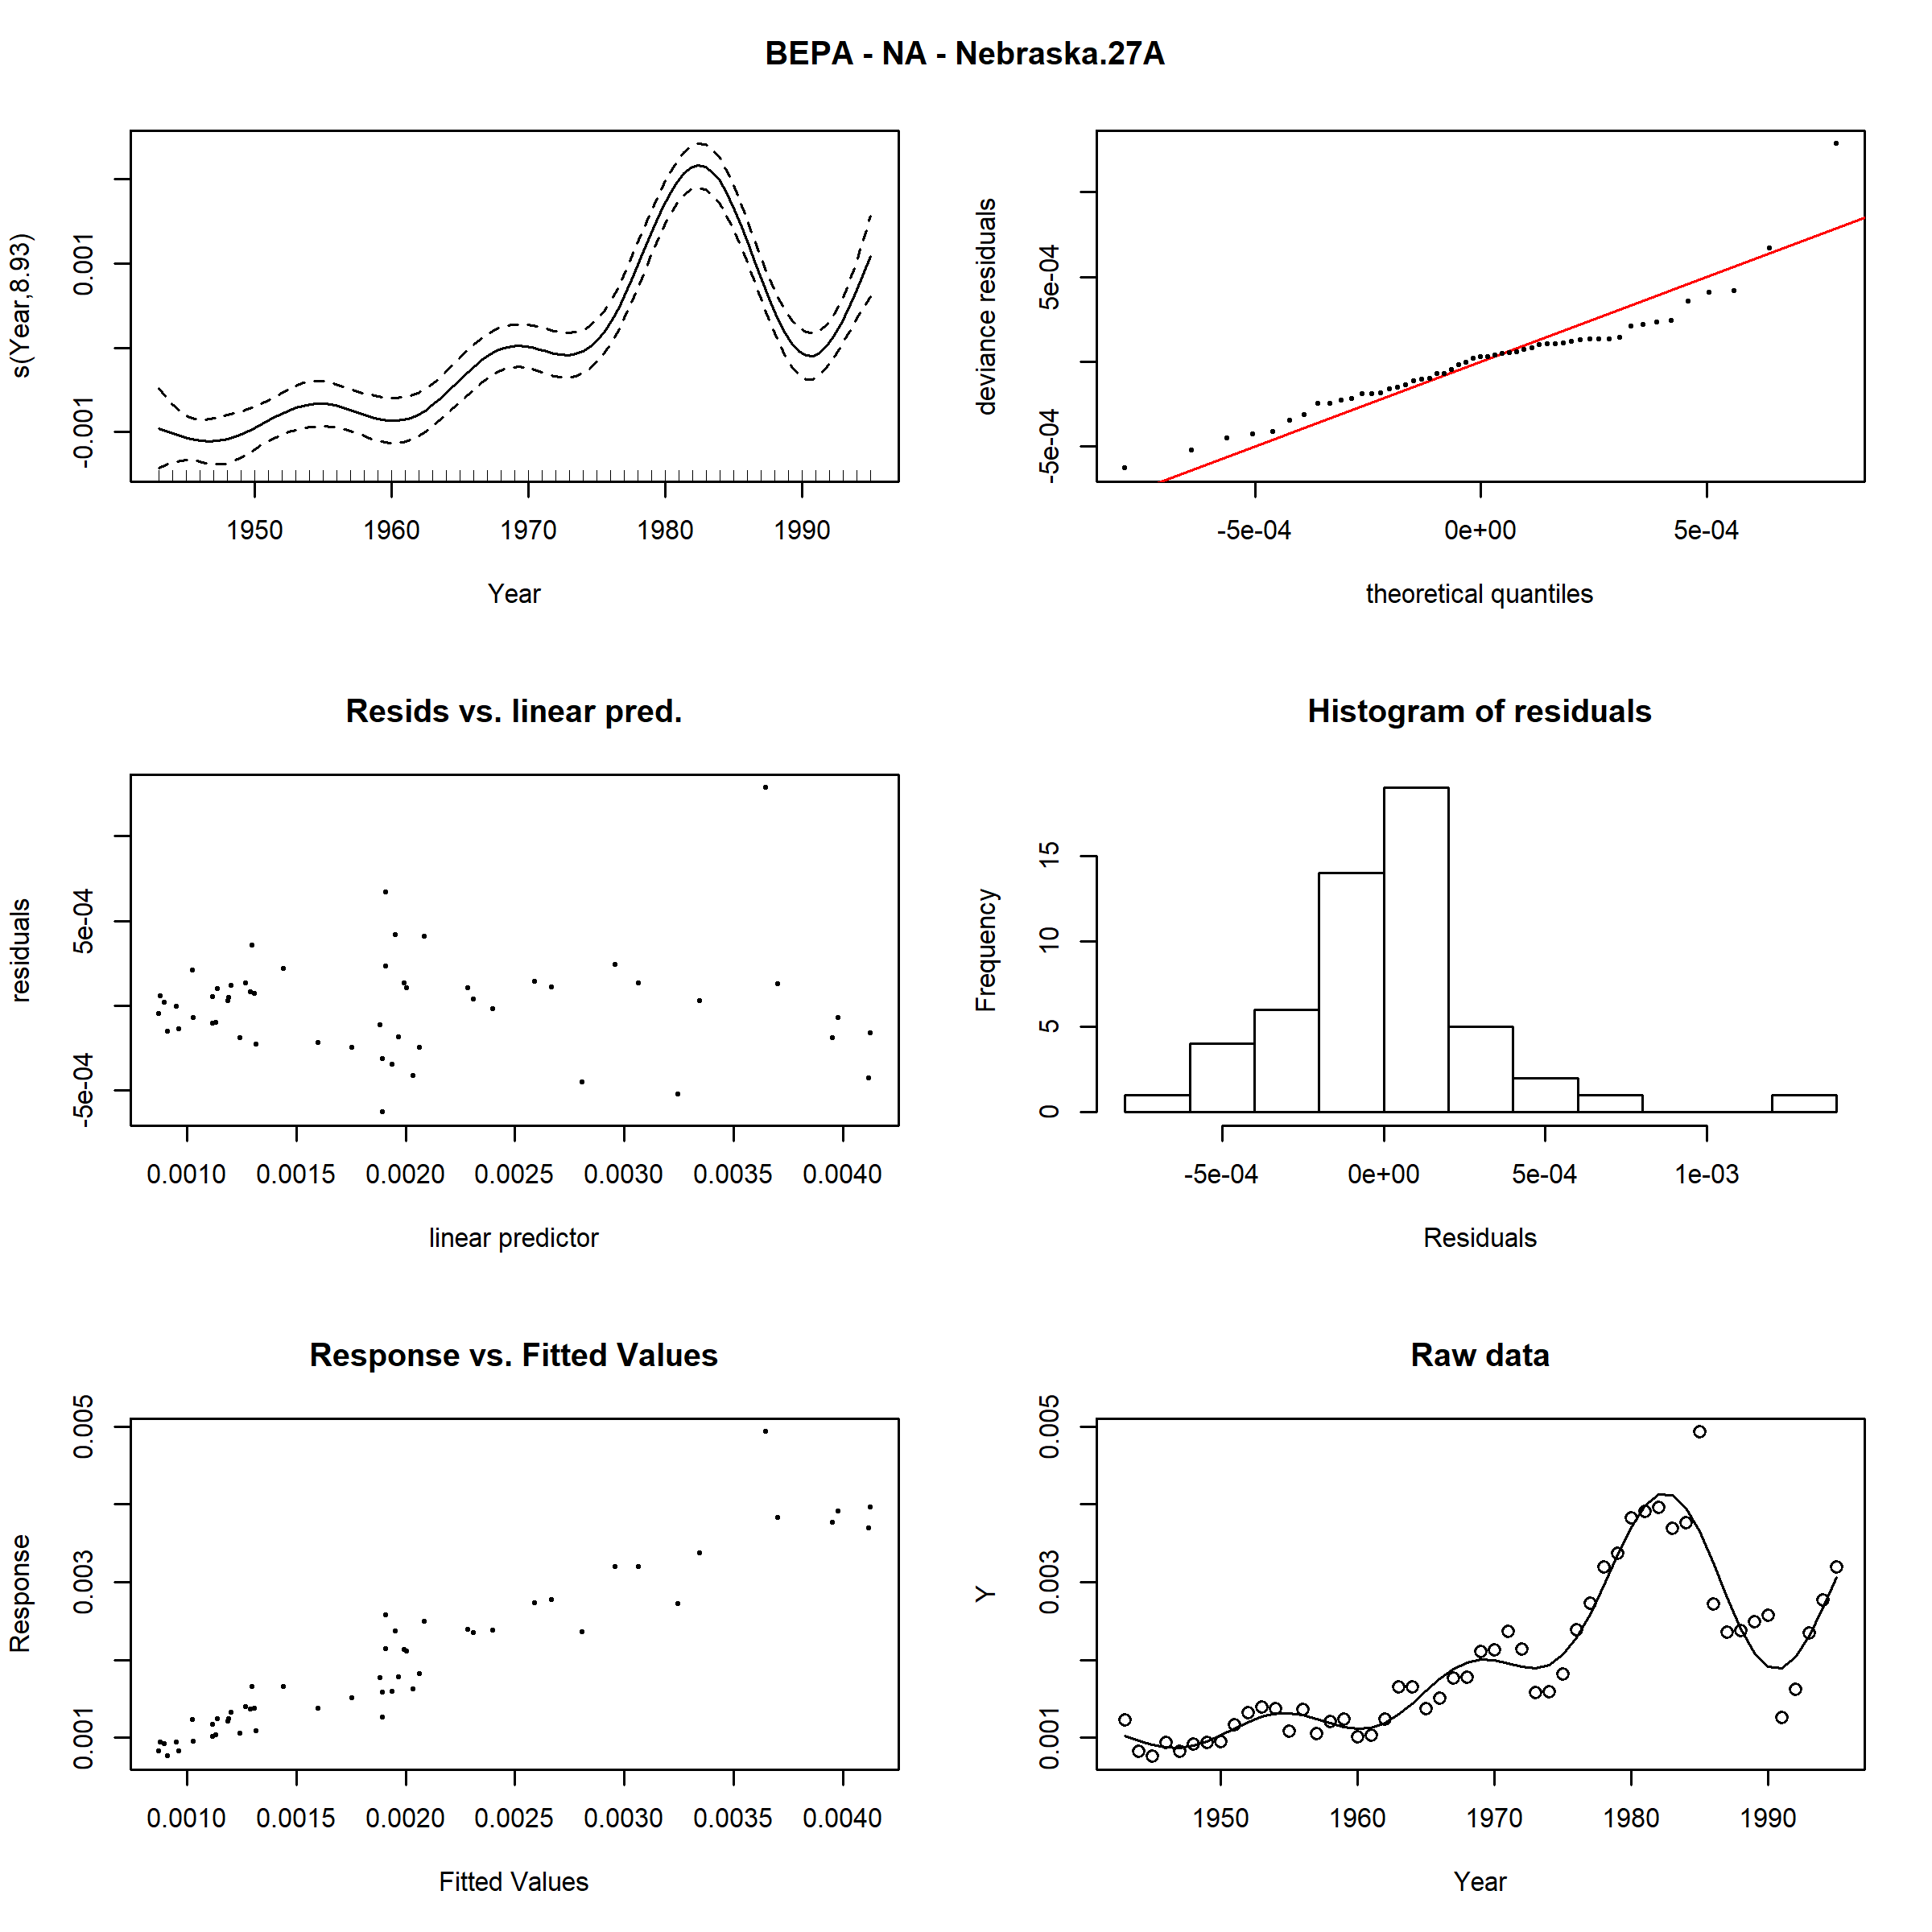 BEPA - NA - Nebraska.27A
s(Year,8.93)
-0.001 0.001
1950 1960 1970 1980 1990
Year
deviance residuals
-5e-04 5e-04
-5e-04 0e+00 5e-04
theoretical quantiles
Resids vs. linear pred.
residuals
-5e-04 5e-04
0.0010 0.0015 0.0020 0.0025 0.0030 0.0035 0.0040
linear predictor
Histogram of residuals
Frequency
0 5 10 15
-5e-04 0e+00 5e-04 1e-03
Residuals
Response vs. Fitted Values
Response
0.001 0.003 0.005
0.0010 0.0015 0.0020 0.0025 0.0030 0.0035 0.0040
Fitted Values
Raw data
Y
0.001 0.003 0.005
1950 1960 1970 1980 1990
Year